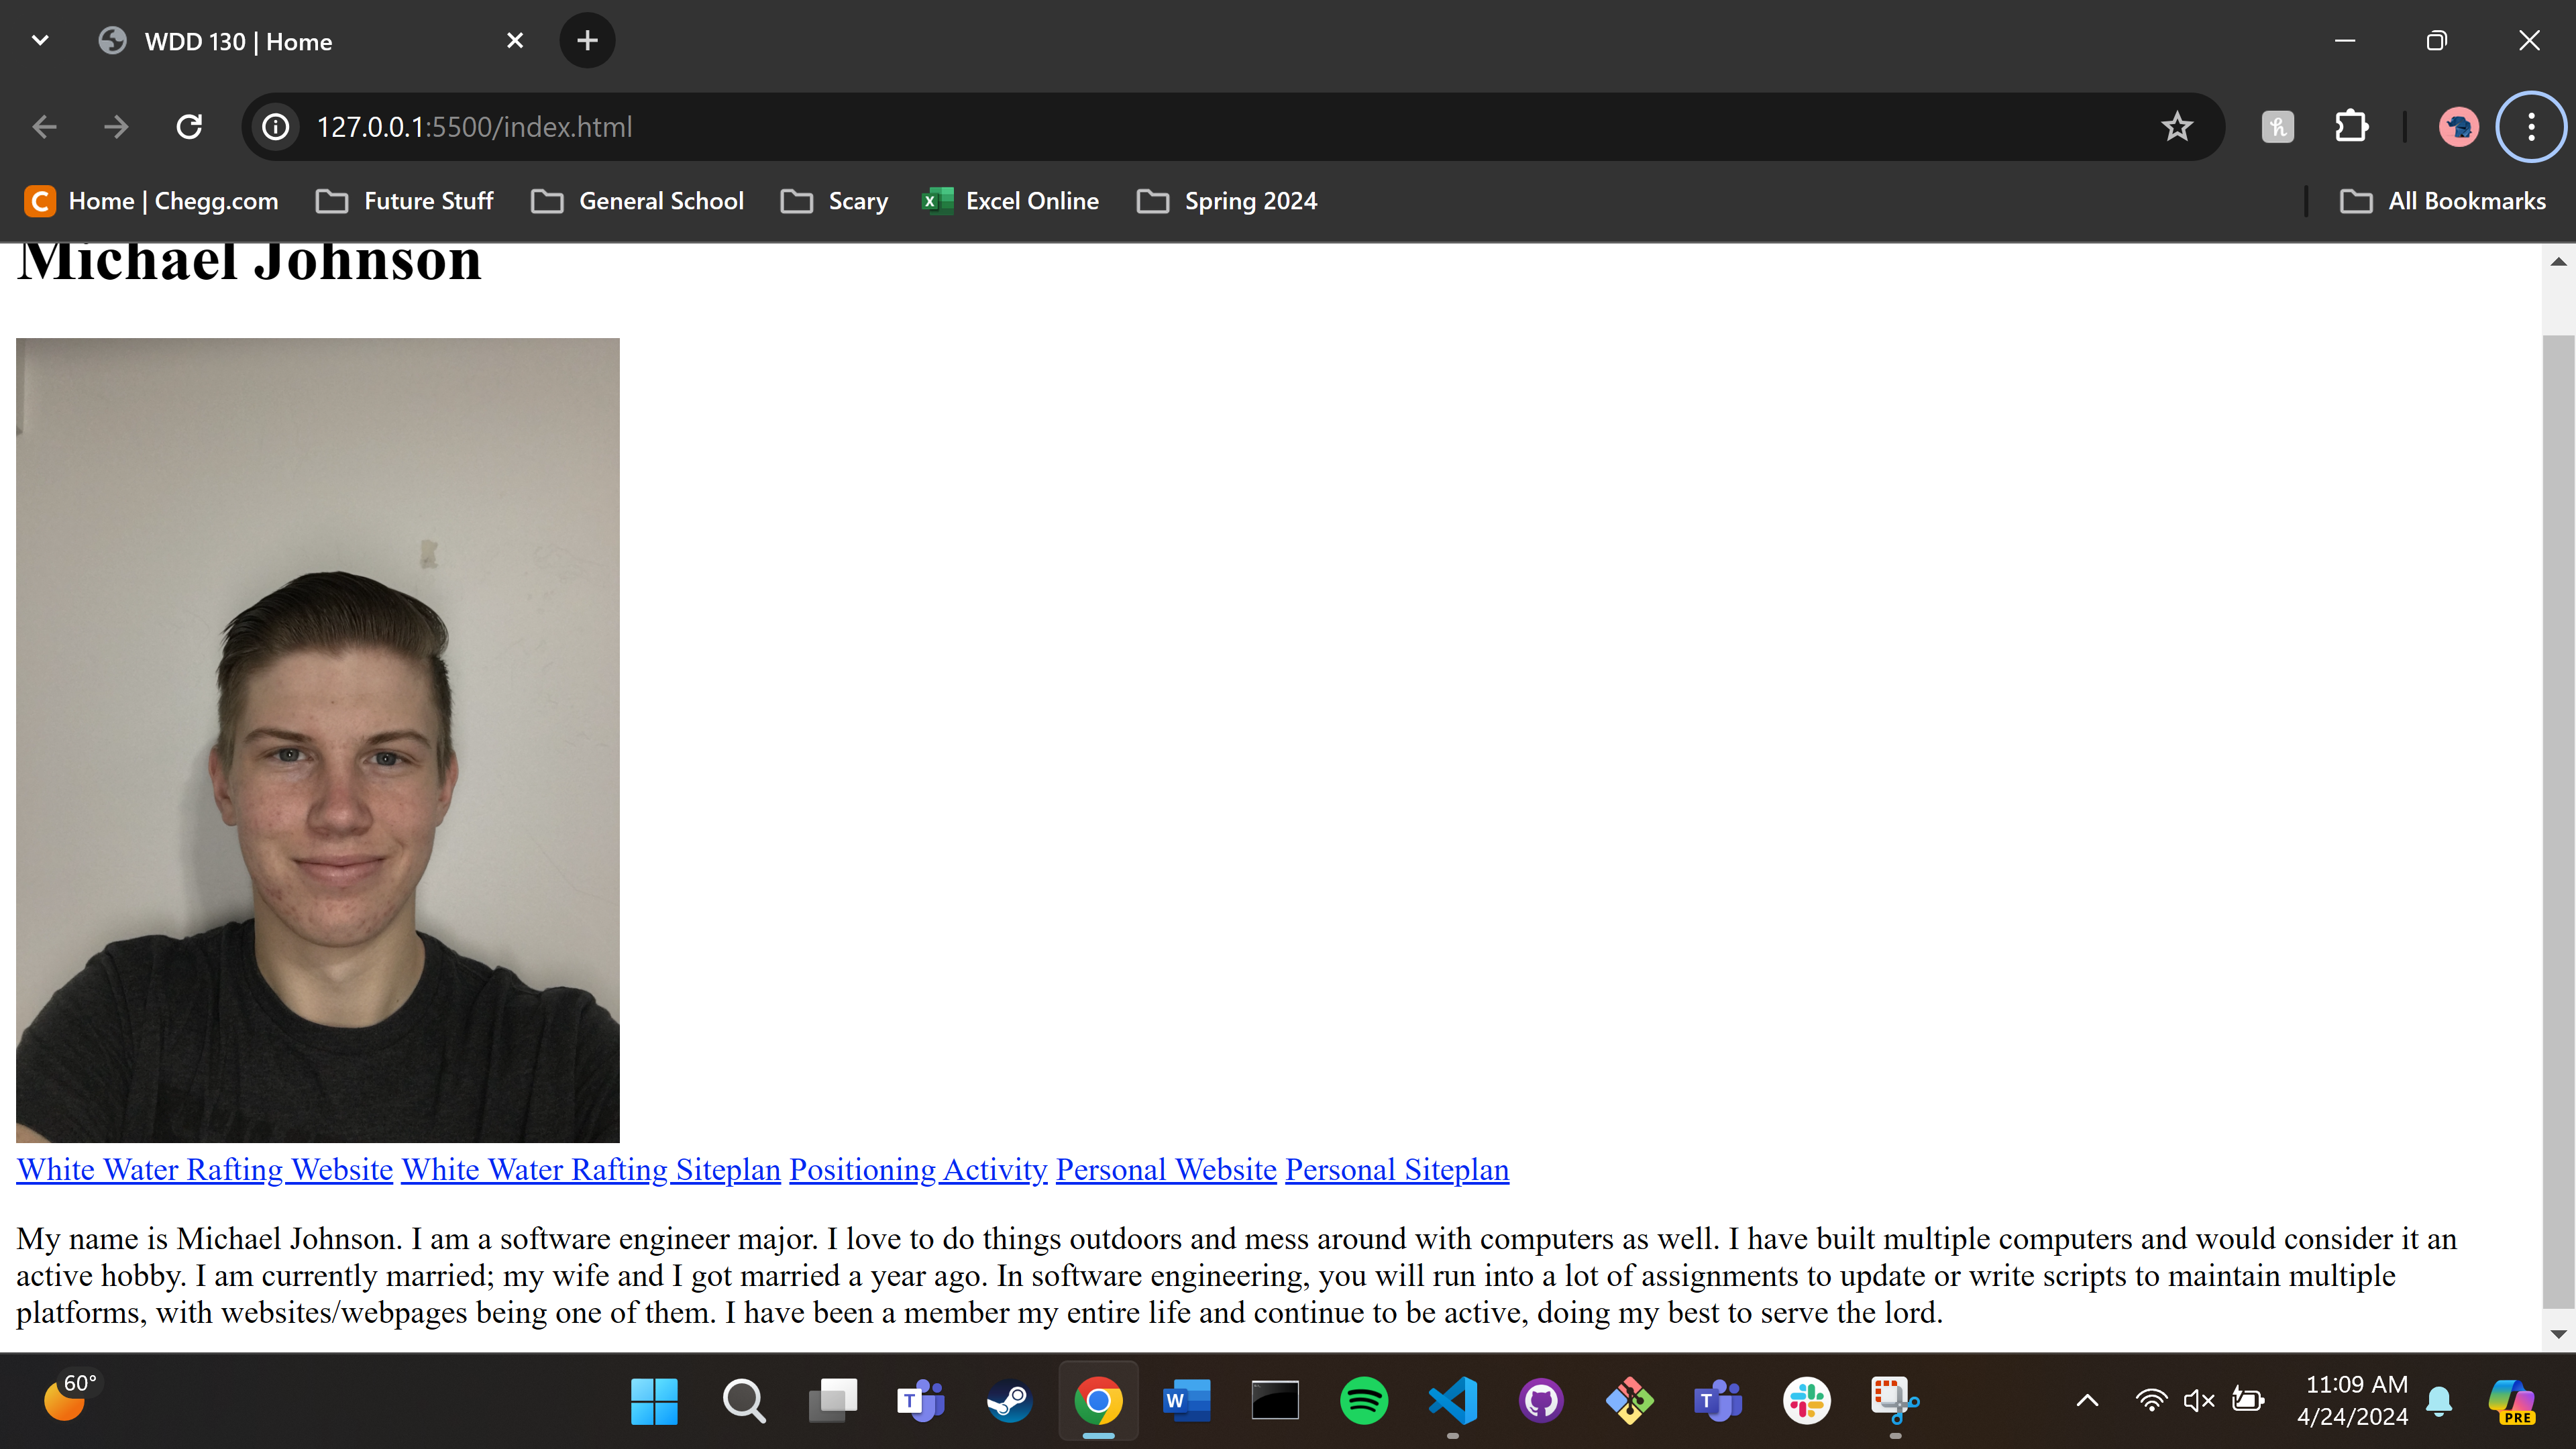 WDD 130 | Home
127.0.0.1:5500/index.html
Home | Chegg.com Future Stuff General School Scary Excel Online Spring 2024 All Bookmarks
Michael Johnson
White Water Rafting Website White Water Rafting Siteplan Positioning Activity Personal Website Personal Siteplan
My name is Michael Johnson. I am a software engineer major. I love to do things outdoors and mess around with computers as well. I have built multiple computers and would consider it an
active hobby. I am currently married; my wife and I got married a year ago. In software engineering, you will run into a lot of assignments to update or write scripts to maintain multiple
platforms, with websites/webpages being one of them. I have been a member my entire life and continue to be active, doing my best to serve the lord.
60°
11:09 AM
4/24/2024
PRE